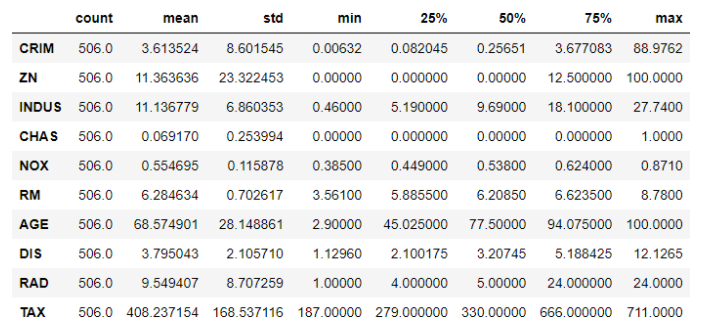 count mean std min 25% 50% 75% max
CRIM 506.0 3.613524 8.601545 0.00632 0.082045 0.25651 3.677083 88.9762
ZN 506.0 11.363636 23.322453 0.00000 0.000000 0.00000 12.500000 100.0000
INDUS 506.0 11.136779 6.860353 0.46000 5.190000 9.69000 18.100000 27.7400
CHAS 506.0 0.069170 0.253994 0.00000 0.000000 0.00000 0.000000 1.0000
NOX 506.0 0.554695 0.115878 0.38500 0.449000 0.53800 0.624000 0.8710
RM 506.0 6.284634 0.702617 3.56100 5.885500 6.20850 6.623500 8.7800
AGE 506.0 68.574901 28.148861 2.90000 45.025000 77.50000 94.075000 100.0000
DIS 506.0 3.795043 2.105710 1.12960 2.100175 3.20745 5.188425 12.1265
RAD 506.0 9.549407 8.707259 1.00000 4.000000 5.00000 24.000000 24.0000
TAX 506.0 408.237154 168.537116 187.00000 279.000000 330.00000 666.000000 711.0000